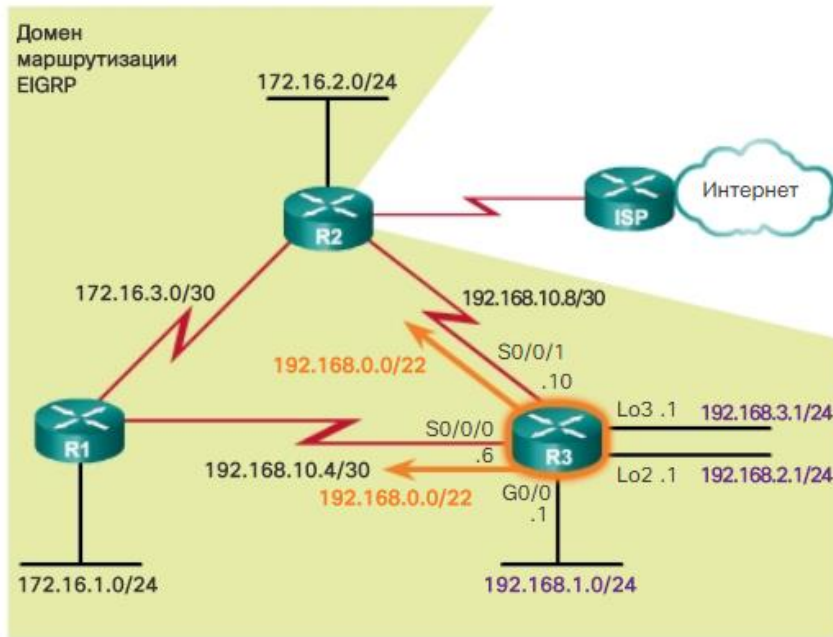 Домен
маршрутизации
EIGRP
172.16.2.0/24
Интернет
R2
ISP
172.16.3.0/30
192.168.10.8/30
S0/0/1
192.168.0.0/22
.10
Lo3 .1
192.168.3.1/24
R1
S0/0/0
R3
.6
192.168.10.4/30
Lo2 .1
192.168.2.1/24
192.168.0.0/22
G0/0
.1
172.16.1.0/24
192.168.1.0/24